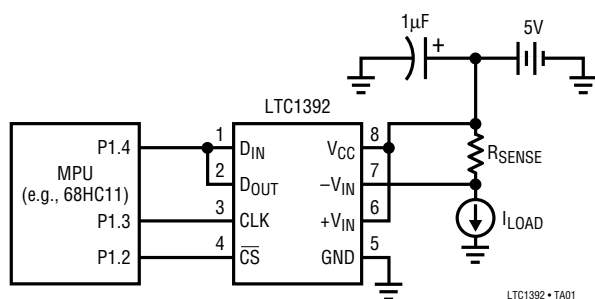 1µF
+
5V
LTC1392
MPU
(e.g., 68HC11)
P1.4
P1.3
P1.2
1
2
3
4
DIN
DOUT
CLK
CS
VCC
–VIN
+VIN
GND
8
7
6
5
RSENSE
ILOAD
LTC1392 • TA01